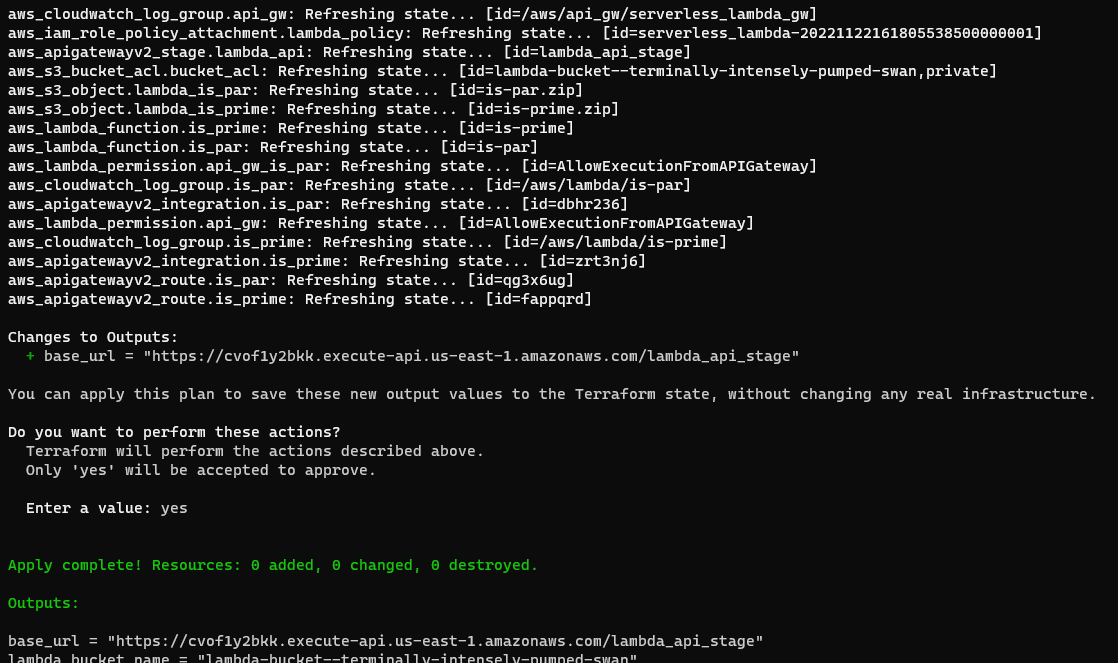 aws_cloudwatch_log_group.api_gw: Refreshing state... [id=/aws/api_gw/serverless_lambda_gw]
aws_iam_role_policy_attachment.lambda_policy: Refreshing state... [id=serverless_lambda-20221122161805538500000001]
aws_apigatewayv2_stage.lambda_api: Refreshing state... [id=lambda_api_stage]
aws_s3_bucket_acl.bucket_acl: Refreshing state... [id=lambda-bucket--terminally-intensely-pumped-swan,private]
aws_s3_object.lambda_is_par: Refreshing state... [id=is-par.zip]
aws_s3_object.lambda_is_prime: Refreshing state... [id=is-prime.zip]
aws_lambda_function.is_prime: Refreshing state... [id=is-prime]
aws_lambda_function.is_par: Refreshing state... [id=is-par]
aws_lambda_permission.api_gw_is_par: Refreshing state... [id=AllowExecutionFromAPIGateway]
aws_cloudwatch_log_group.is_par: Refreshing state... [id=/aws/lambda/is-par]
aws_apigatewayv2_integration.is_par: Refreshing state... [id=dbhr236]
aws_lambda_permission.api_gw: Refreshing state... [id=AllowExecutionFromAPIGateway]
aws_cloudwatch_log_group.is_prime: Refreshing state... [id=/aws/lambda/is-prime]
aws_apigatewayv2_integration.is_prime: Refreshing state... [id=zrt3nj6]
aws_apigatewayv2_route.is_par: Refreshing state... [id=qg3x6ug]
aws_apigatewayv2_route.is_prime: Refreshing state... [id=fappqrd]

Changes to Outputs:
  + base_url = "https://cvof1y2bkk.execute-api.us-east-1.amazonaws.com/lambda_api_stage"

You can apply this plan to save these new output values to the Terraform state, without changing any real infrastructure.

Do you want to perform these actions?
  Terraform will perform the actions described above.
  Only 'yes' will be accepted to approve.

  Enter a value: yes

Apply complete! Resources: 0 added, 0 changed, 0 destroyed.

Outputs:

base_url = "https://cvof1y2bkk.execute-api.us-east-1.amazonaws.com/lambda_api_stage"
lambda_bucket_name = "lambda-bucket--terminally-intensely-pumped-swan"